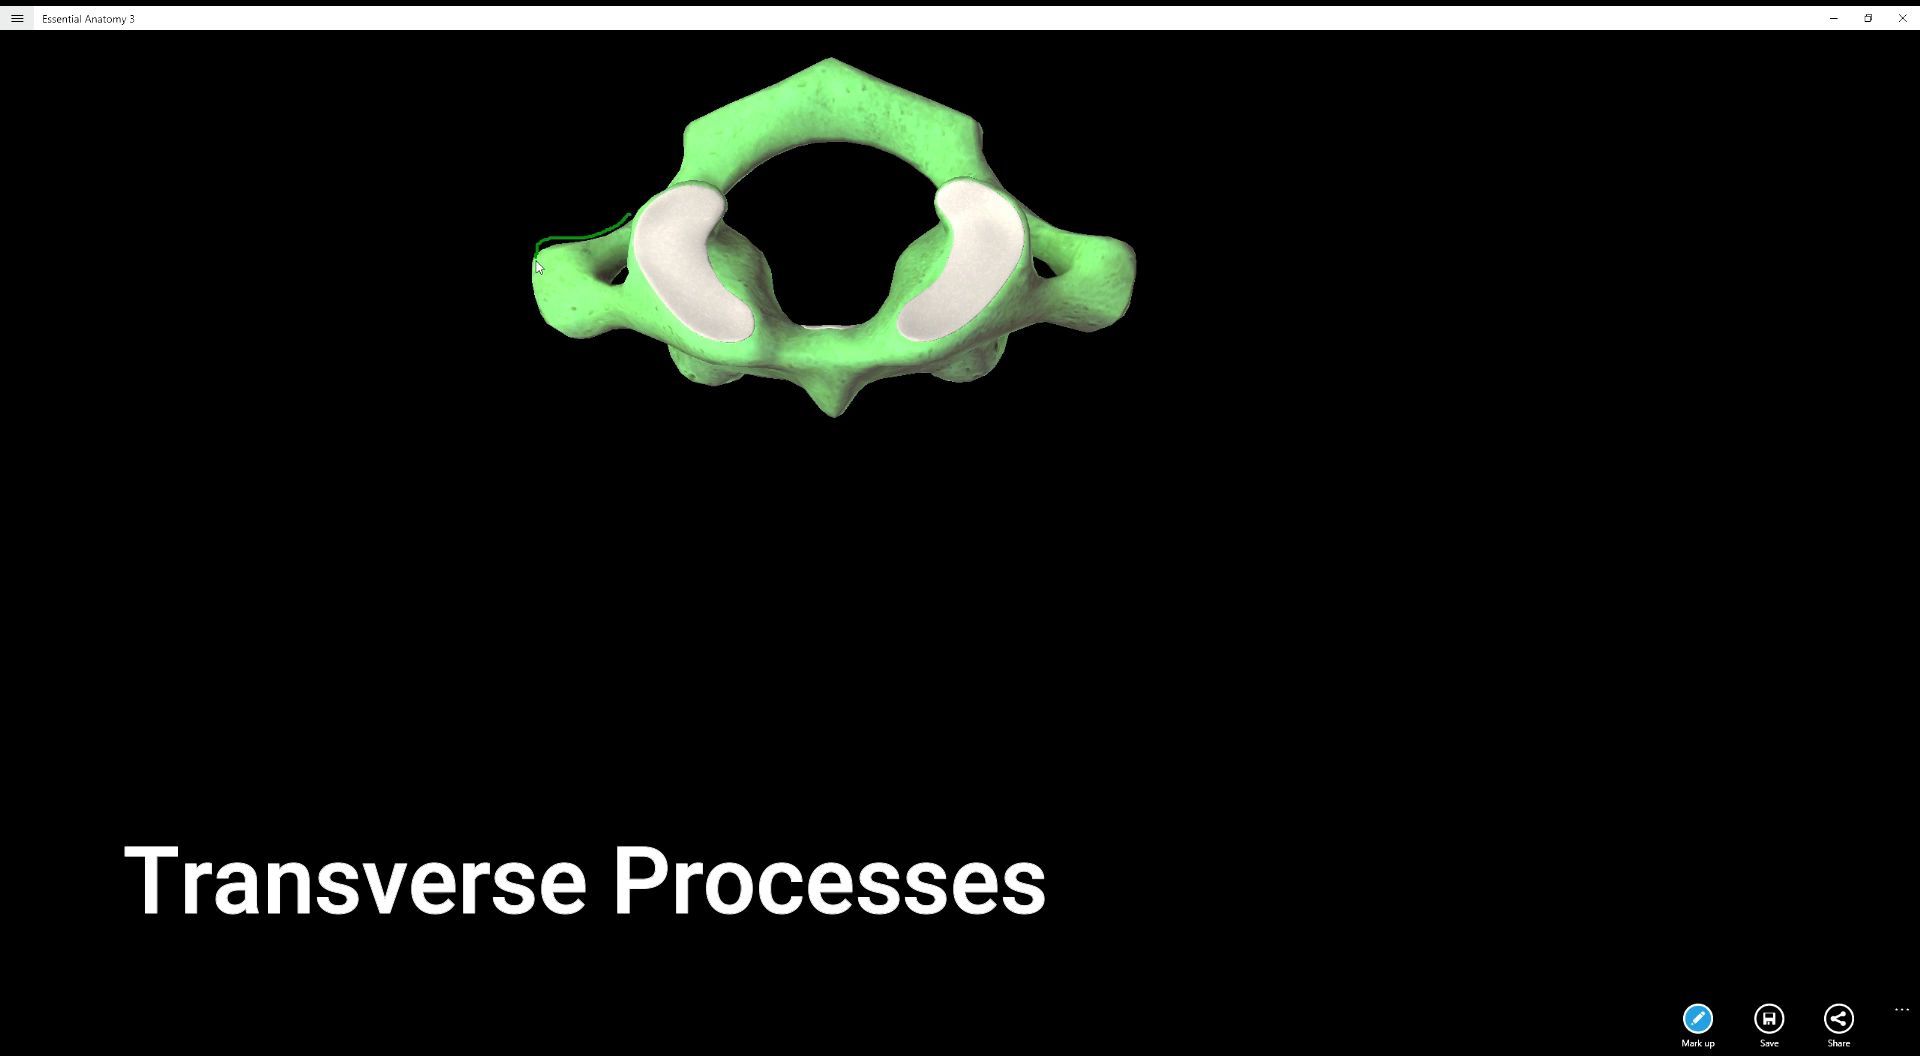 Essential Anatomy 3
Transverse Processes
Mark up
Save
Share